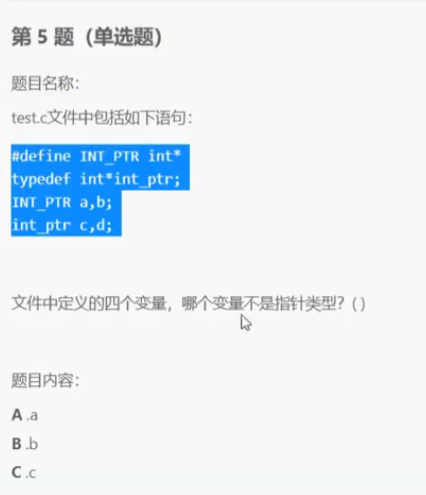 第 5 题（单选题）
题目名称：
test.c文件中包括如下语句：
#define INT_PTR int*
typedef int*int_ptr;
INT_PTR a,b;
int_ptr c,d;
文件中定义的四个变量，哪个变量不是指针类型？( )
题目内容：
A .a
B .b
C .c